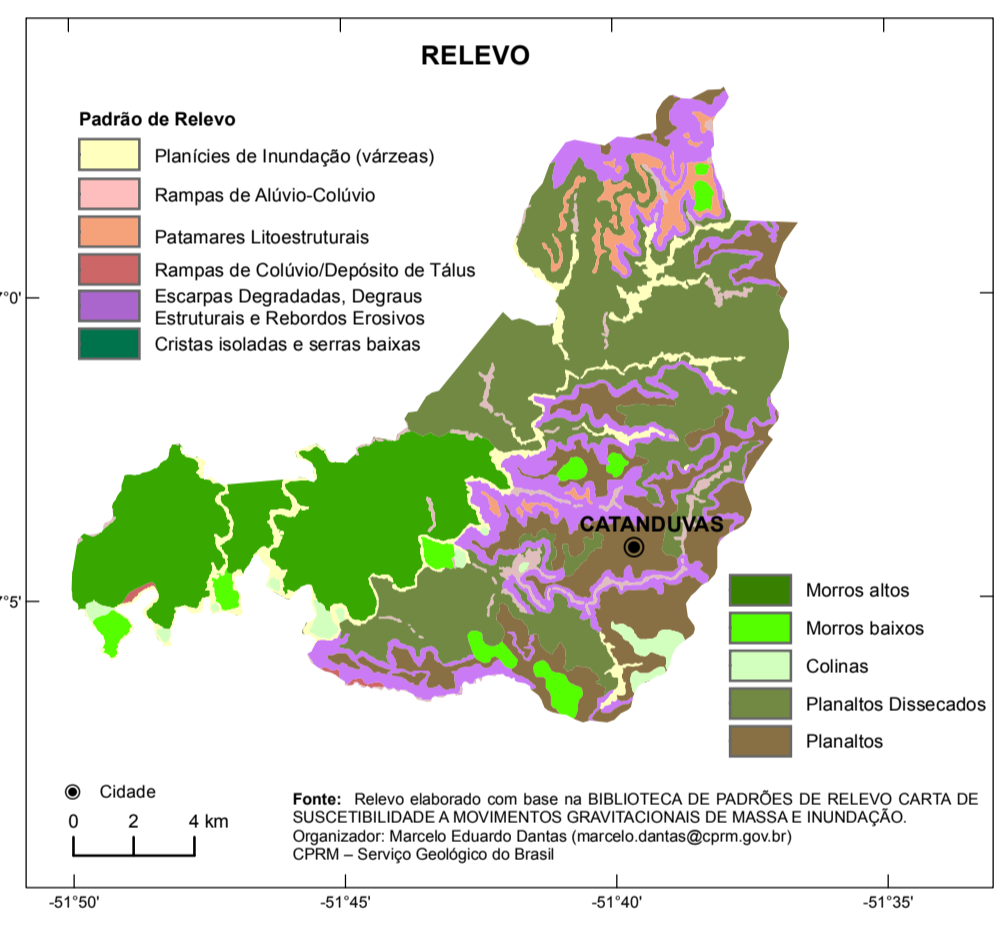 RELEVO
Padrão de Relevo
Planícies de Inundação (várzeas)
Rampas de Alúvio-Colúvio
Patamares Litoestruturais
Rampas de Colúvio/Depósito de Tálus
Escarpas Degradadas, Degraus
Estruturais e Rebordos Erosivos
Cristas isoladas e serras baixas
7°0'
CATANDUVAS
7°5'
Morros altos
Morros baixos
Colinas
Planaltos Dissecados
Planaltos
Cidade
0 2 4 km
Fonte: Relevo elaborado com base na BIBLIOTECA DE PADRÕES DE RELEVO CARTA DE
SUSCETIBILIDADE A MOVIMENTOS GRAVITACIONAIS DE MASSA E INUNDAÇÃO.
Organizador: Marcelo Eduardo Dantas (marcelo.dantas@cprm.gov.br)
CPRM – Serviço Geológico do Brasil
-51°50' -51°45' -51°40' -51°35'